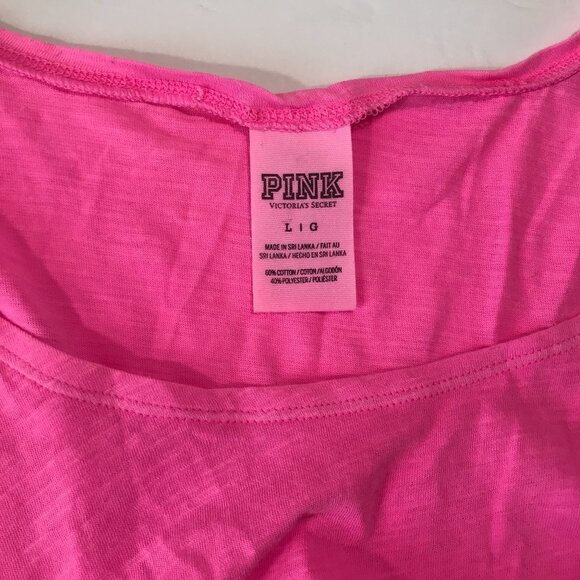 PINK
VICTORIA'S SECRET
L | G
MADE IN SRI LANKA / FAIT AU
SRI LANKA / HECHO EN SRI LANKA
60% COTTON / COTON / ALGODÓN
40% POLYESTER / POLIÉSTER